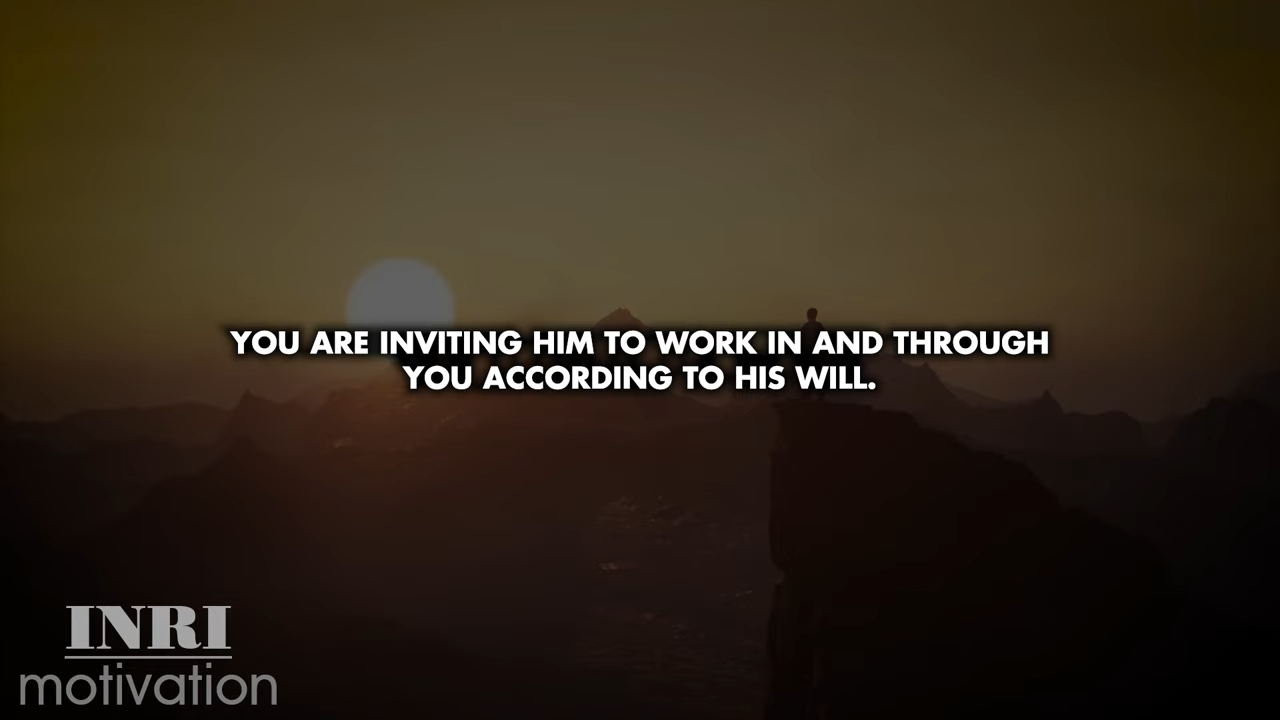 YOU ARE INVITING HIM TO WORK IN AND THROUGH
YOU ACCORDING TO HIS WILL.
INRI
motivation